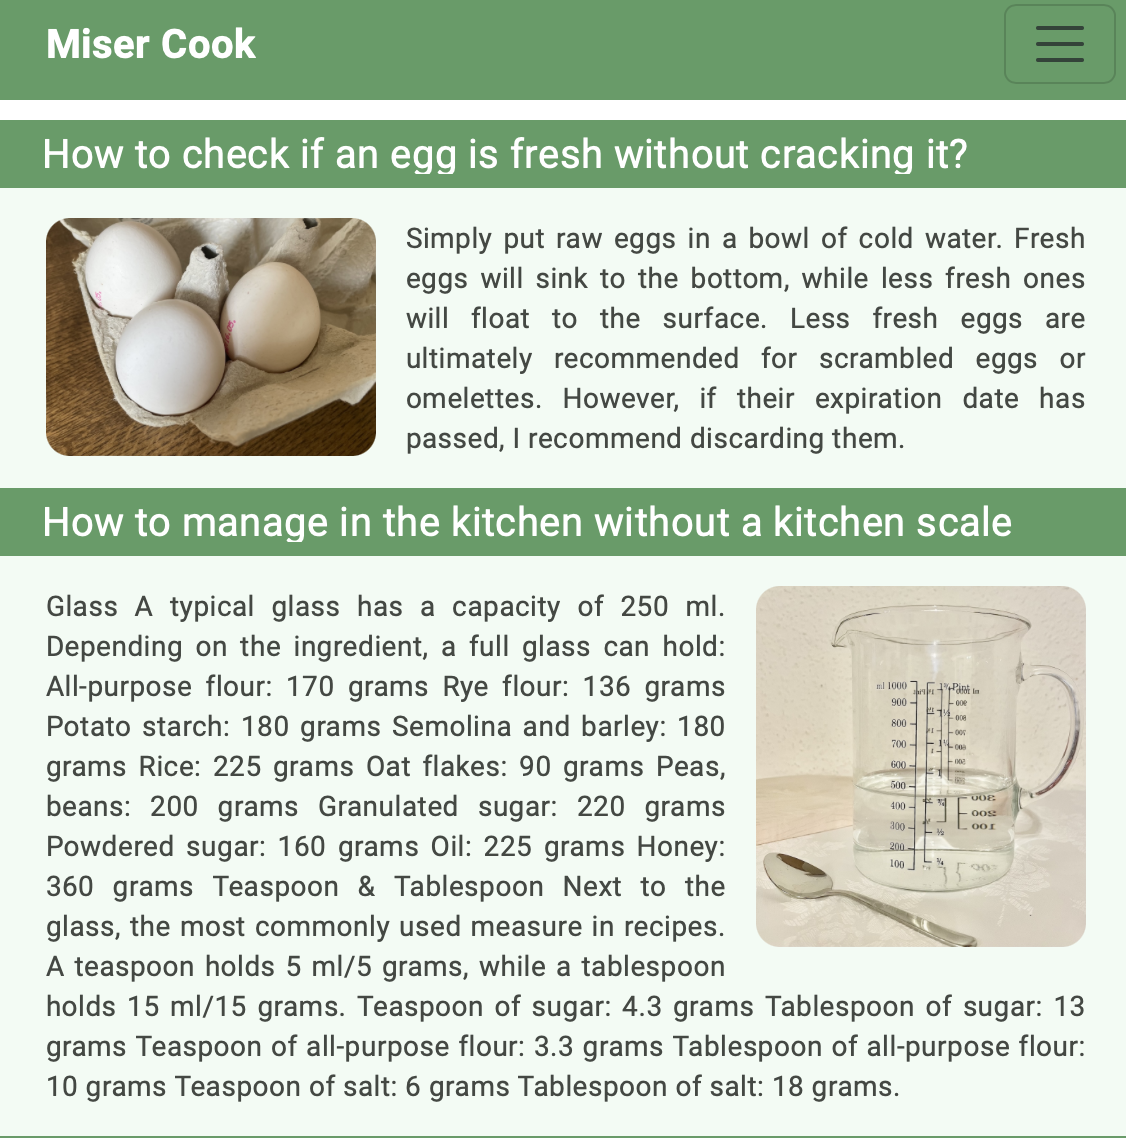 Miser Cook
How to check if an egg is fresh without cracking it?
Simply put raw eggs in a bowl of cold water. Fresh
eggs will sink to the bottom, while less fresh ones
will float to the surface. Less fresh eggs are
ultimately recommended for scrambled eggs or
omelettes. However, if their expiration date has
passed, I recommend discarding them.
How to manage in the kitchen without a kitchen scale
Glass A typical glass has a capacity of 250 ml.
Depending on the ingredient, a full glass can hold:
All-purpose flour: 170 grams Rye flour: 136 grams
Potato starch: 180 grams Semolina and barley: 180
grams Rice: 225 grams Oat flakes: 90 grams Peas,
beans: 200 grams Granulated sugar: 220 grams
Powdered sugar: 160 grams Oil: 225 grams Honey:
360 grams Teaspoon & Tablespoon Next to the
glass, the most commonly used measure in recipes.
A teaspoon holds 5 ml/5 grams, while a tablespoon
holds 15 ml/15 grams. Teaspoon of sugar: 4.3 grams Tablespoon of sugar: 13
grams Teaspoon of all-purpose flour: 3.3 grams Tablespoon of all-purpose flour:
10 grams Teaspoon of salt: 6 grams Tablespoon of salt: 18 grams.
ml 1000
900
800
700
600
500
400
300
200
100